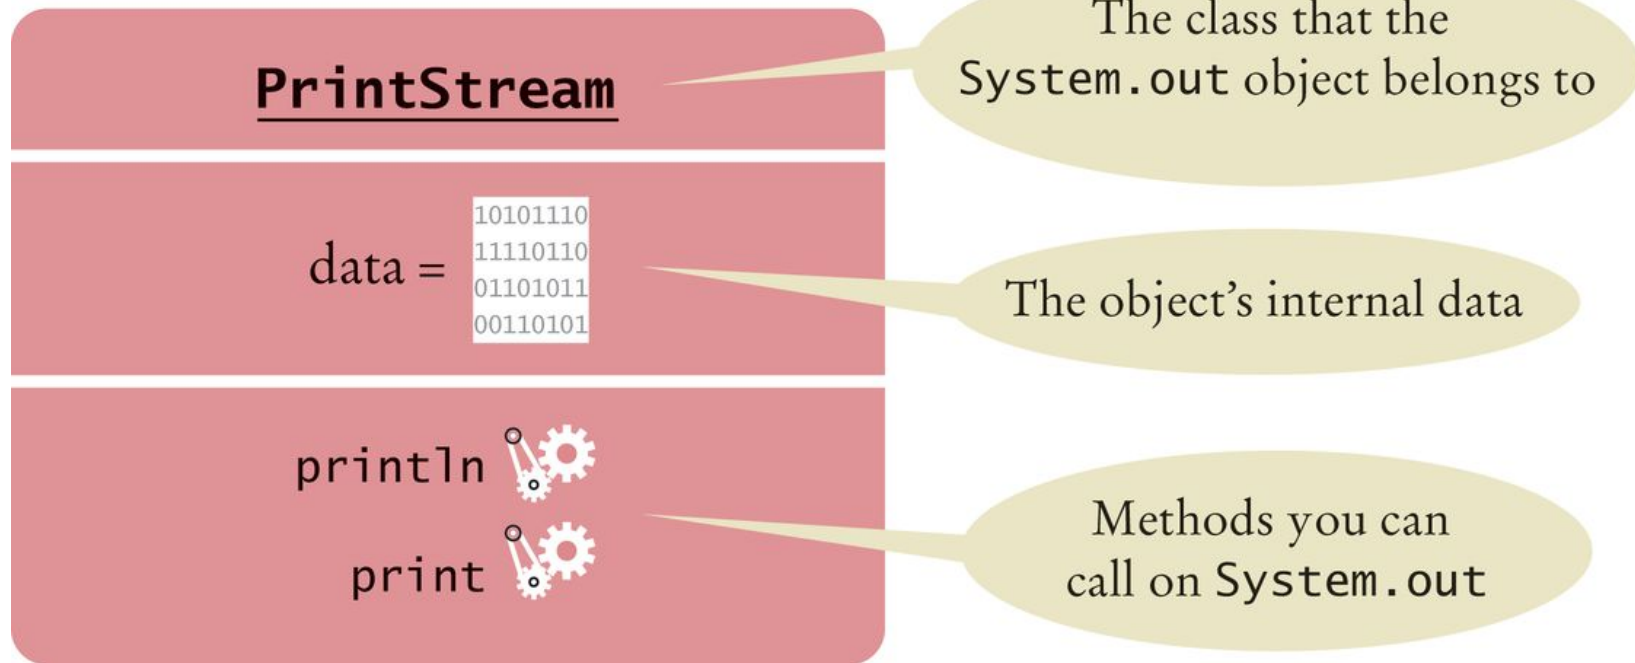 PrintStream
The class that the
System.out object belongs to
data =
10101110
11110110
01101011
00110101
The object's internal data
println
print
Methods you can
call on System.out